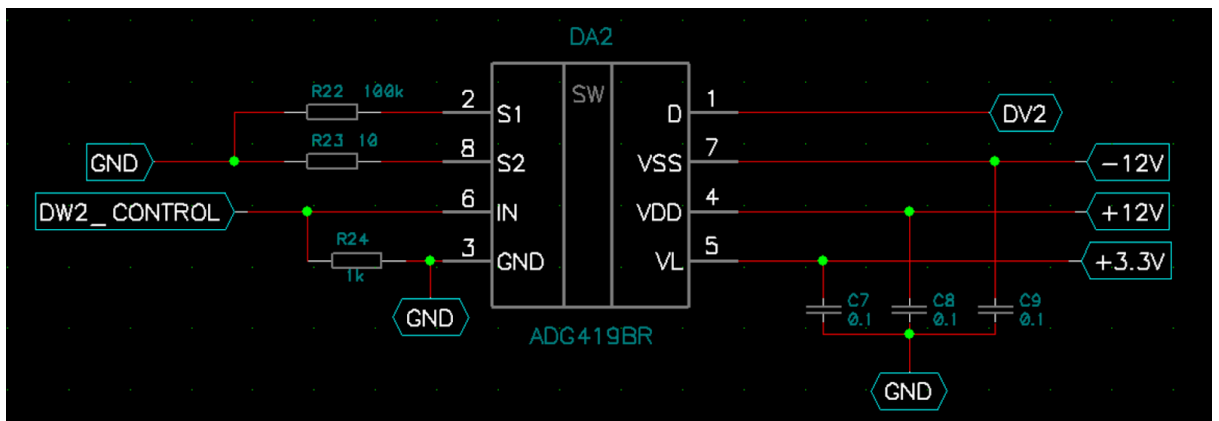 DA2
R22 100k
2
S1
SW
D
1
DV2
R23 10
GND
8
S2
VSS
7
-12V
DW2_CONTROL
6
IN
VDD
4
+12V
R24
1k
3
GND
VL
5
+3.3V
GND
C7
0.1
C8
0.1
C9
0.1
ADG419BR
GND